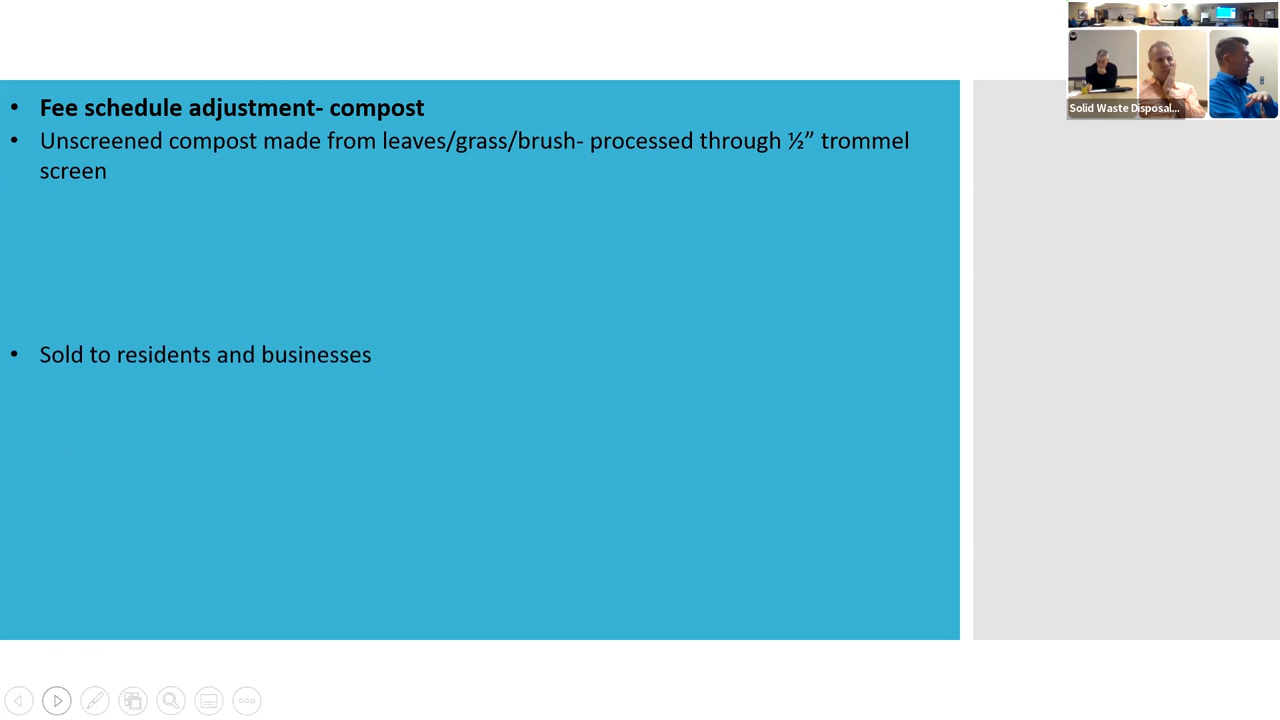 • Fee schedule adjustment- compost
• Unscreened compost made from leaves/grass/brush- processed through ½” trommel
screen
• Sold to residents and businesses
Solid Waste Disposal...